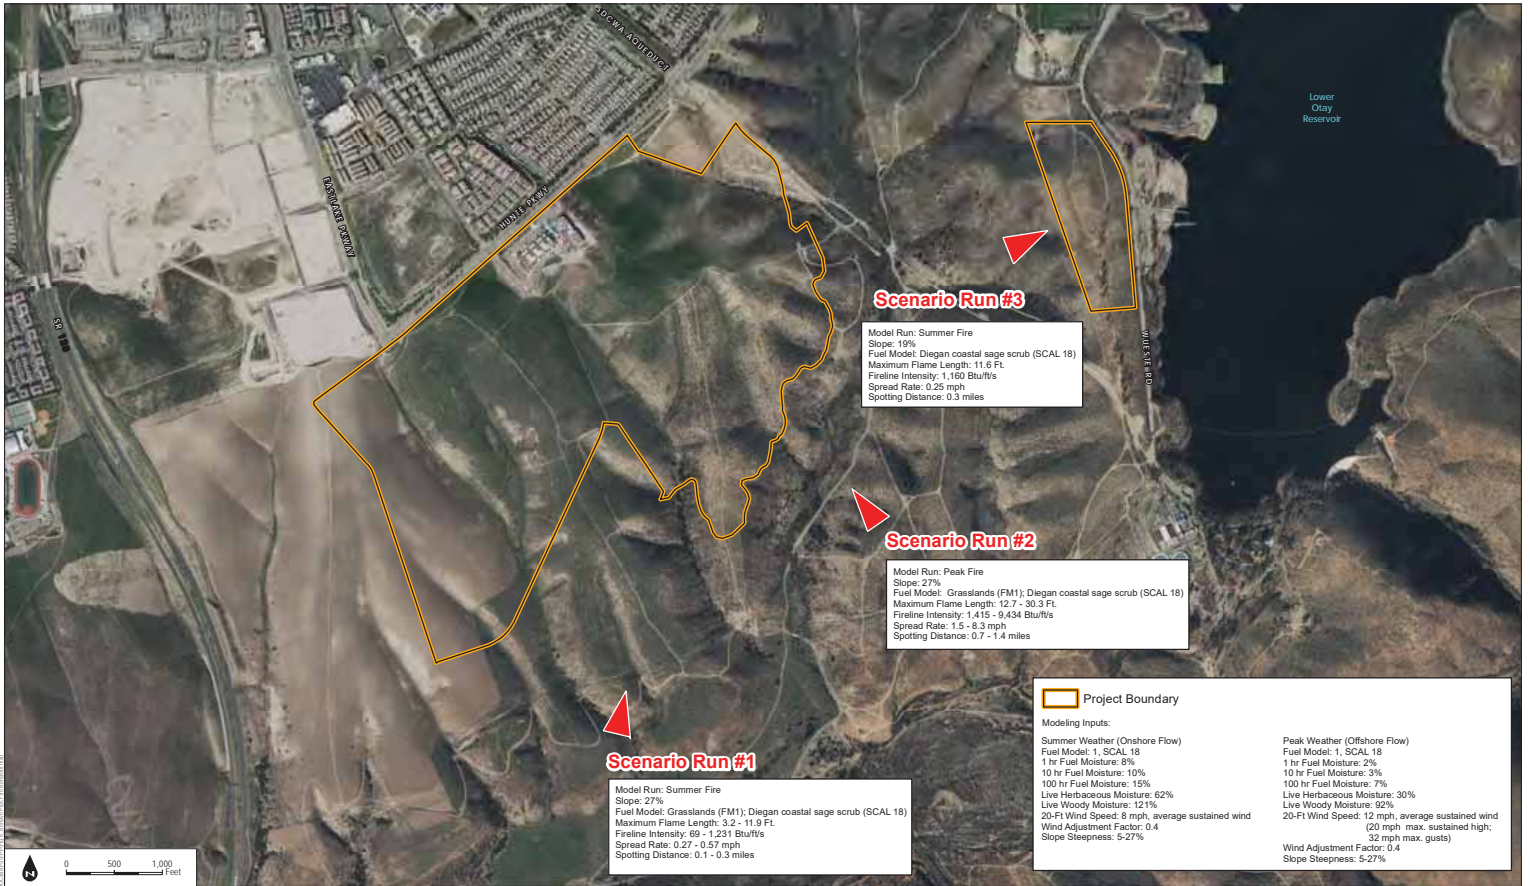 SDCWA AQUEDUCT
Lower
Otay
Reservoir
EASTLAKE PKWAY
HUNTE PKWY
SR 125
WUESTE RD
Scenario Run #3
Model Run: Summer Fire
Slope: 19%
Fuel Model: Diegan coastal sage scrub (SCAL 18)
Maximum Flame Length: 11.6 Ft.
Fireline Intensity: 1,160 Btu/ft/s
Spread Rate: 0.25 mph
Spotting Distance: 0.3 miles
Scenario Run #2
Model Run: Peak Fire
Slope: 27%
Fuel Model: Grasslands (FM1); Diegan coastal sage scrub (SCAL 18)
Maximum Flame Length: 12.7 - 30.3 Ft.
Fireline Intensity: 1,415 - 9,434 Btu/ft/s
Spread Rate: 1.5 - 8.3 mph
Spotting Distance: 0.7 - 1.4 miles
Scenario Run #1
Model Run: Summer Fire
Slope: 27%
Fuel Model: Grasslands (FM1); Diegan coastal sage scrub (SCAL 18)
Maximum Flame Length: 3.2 - 11.9 Ft.
Fireline Intensity: 69 - 1,231 Btu/ft/s
Spread Rate: 0.27 - 0.57 mph
Spotting Distance: 0.1 - 0.3 miles
Project Boundary
Modeling Inputs:
Summer Weather (Onshore Flow)
Fuel Model: 1, SCAL 18
1 hr Fuel Moisture: 8%
10 hr Fuel Moisture: 10%
100 hr Fuel Moisture: 15%
Live Herbaceous Moisture: 62%
Live Woody Moisture: 121%
20-Ft Wind Speed: 8 mph, average sustained wind
Wind Adjustment Factor: 0.4
Slope Steepness: 5-27%
Peak Weather (Offshore Flow)
Fuel Model: 1, SCAL 18
1 hr Fuel Moisture: 2%
10 hr Fuel Moisture: 3%
100 hr Fuel Moisture: 7%
Live Herbaceous Moisture: 30%
Live Woody Moisture: 92%
20-Ft Wind Speed: 12 mph, average sustained wind
(20 mph max. sustained high;
32 mph max. gusts)
Wind Adjustment Factor: 0.4
Slope Steepness: 5-27%
N
0 500 1,000
Feet